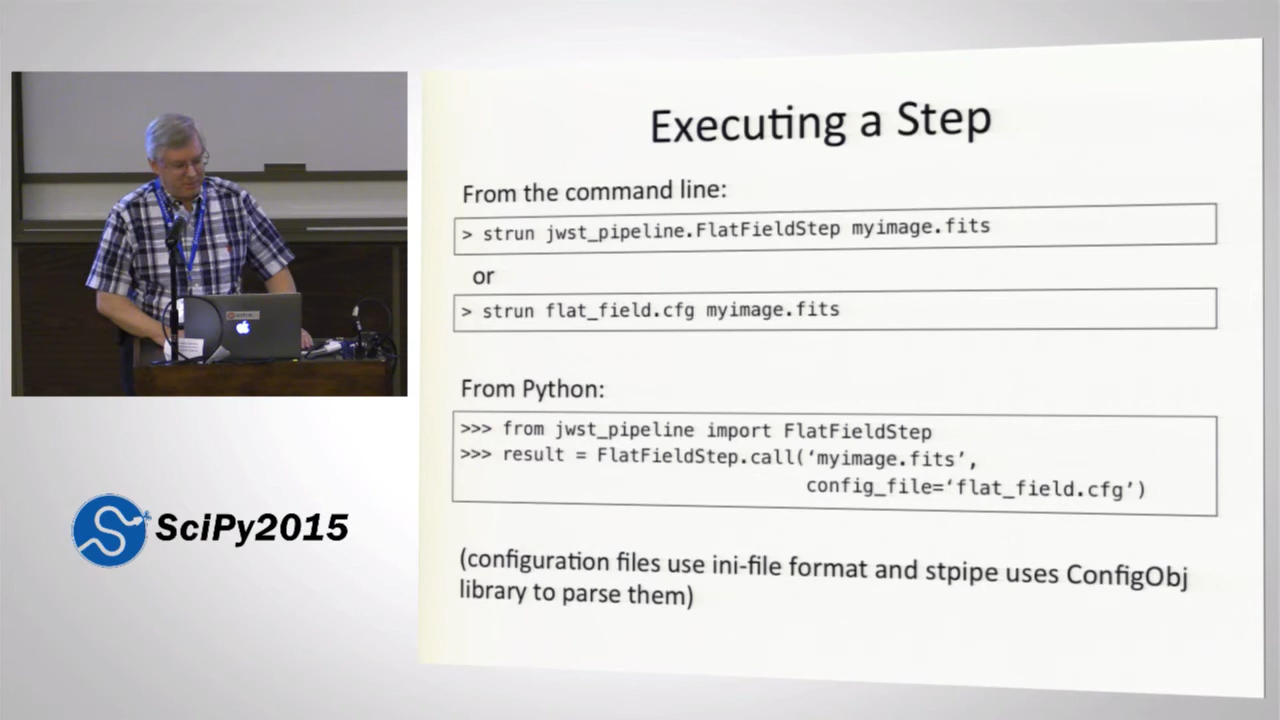 Executing a Step
From the command line:
> strun jwst_pipeline.FlatFieldStep myimage.fits
or
> strun flat_field.cfg myimage.fits
From Python:
>>> from jwst_pipeline import FlatFieldStep
>>> result = FlatFieldStep.call(‘myimage.fits’,
config_file=‘flat_field.cfg’)
(configuration files use ini-file format and stpipe uses ConfigObj
library to parse them)
SciPy2015